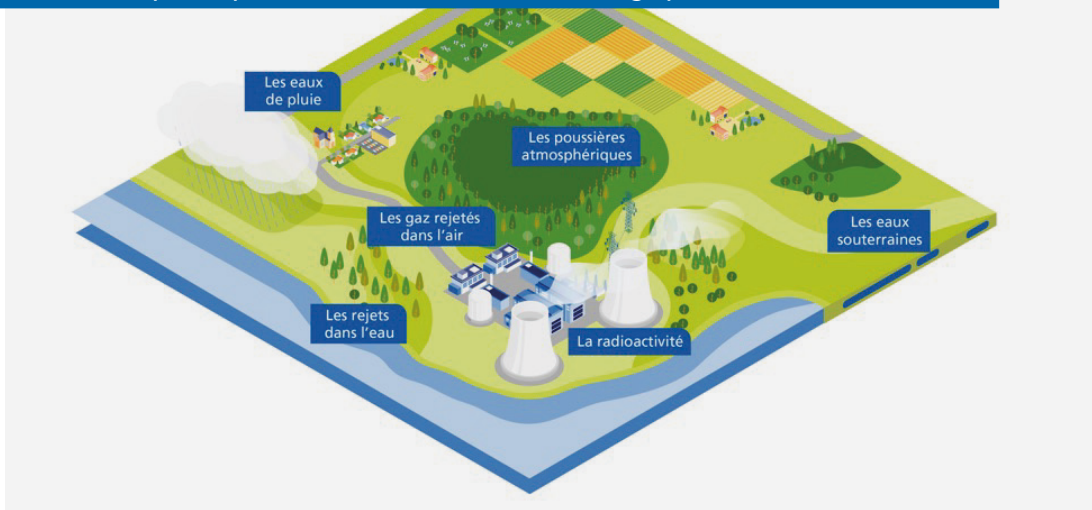 Les eaux
de pluie
Les poussières
atmosphériques
Les gaz rejetés
dans l'air
Les eaux
souterraines
Les rejets
dans l'eau
La radioactivité